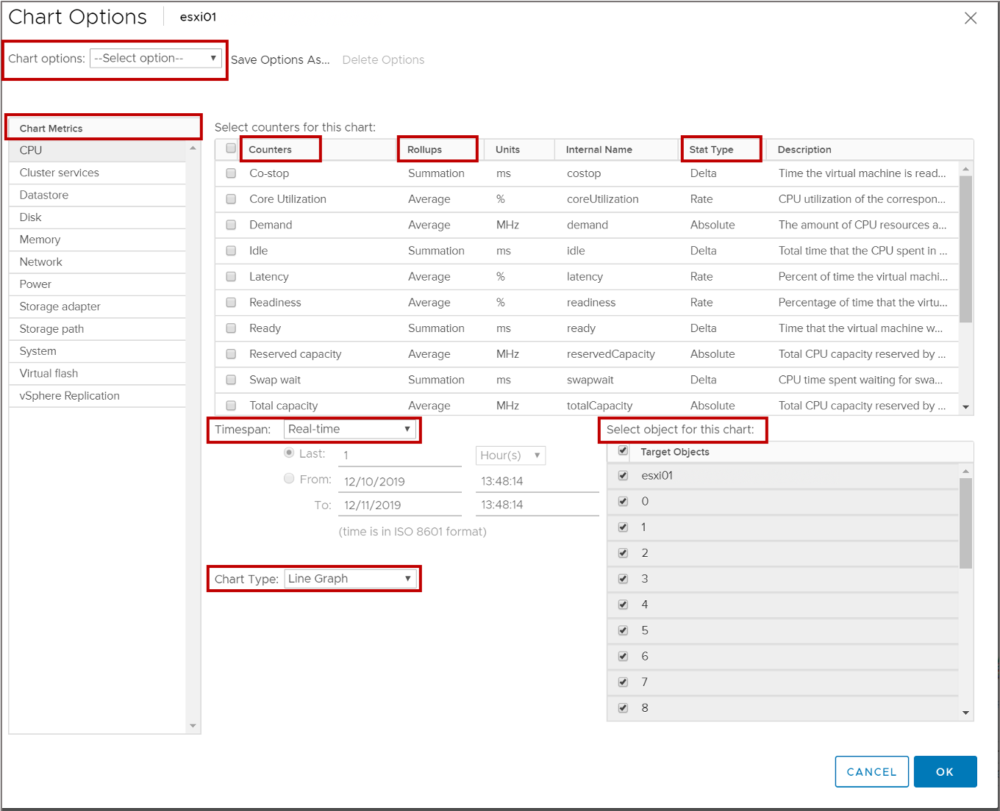 Chart Options esxi01
Chart options: --Select option-- Save Options As... Delete Options
Chart Metrics
CPU
Cluster services
Datastore
Disk
Memory
Network
Power
Storage adapter
Storage path
System
Virtual flash
vSphere Replication
Select counters for this chart:
Counters Rollups Units Internal Name Stat Type Description
Co-stop Summation ms costop Delta Time the virtual machine is read...
Core Utilization Average % coreUtilization Rate CPU utilization of the correspon...
Demand Average MHz demand Absolute The amount of CPU resources a...
Idle Summation ms idle Delta Total time that the CPU spent in ...
Latency Average % latency Rate Percent of time the virtual machi...
Readiness Average % readiness Rate Percentage of time that the virtu...
Ready Summation ms ready Delta Time that the virtual machine w...
Reserved capacity Average MHz reservedCapacity Absolute Total CPU capacity reserved by ...
Swap wait Summation ms swapwait Delta CPU time spent waiting for swa...
Total capacity Average MHz totalCapacity Absolute Total CPU capacity reserved by ...
Timespan: Real-time
Last: 1 Hour(s)
From: 12/10/2019 13:48:14
To: 12/11/2019 13:48:14
(time is in ISO 8601 format)
Chart Type: Line Graph
Select object for this chart:
Target Objects
esxi01
0
1
2
3
4
5
6
7
8
CANCEL OK